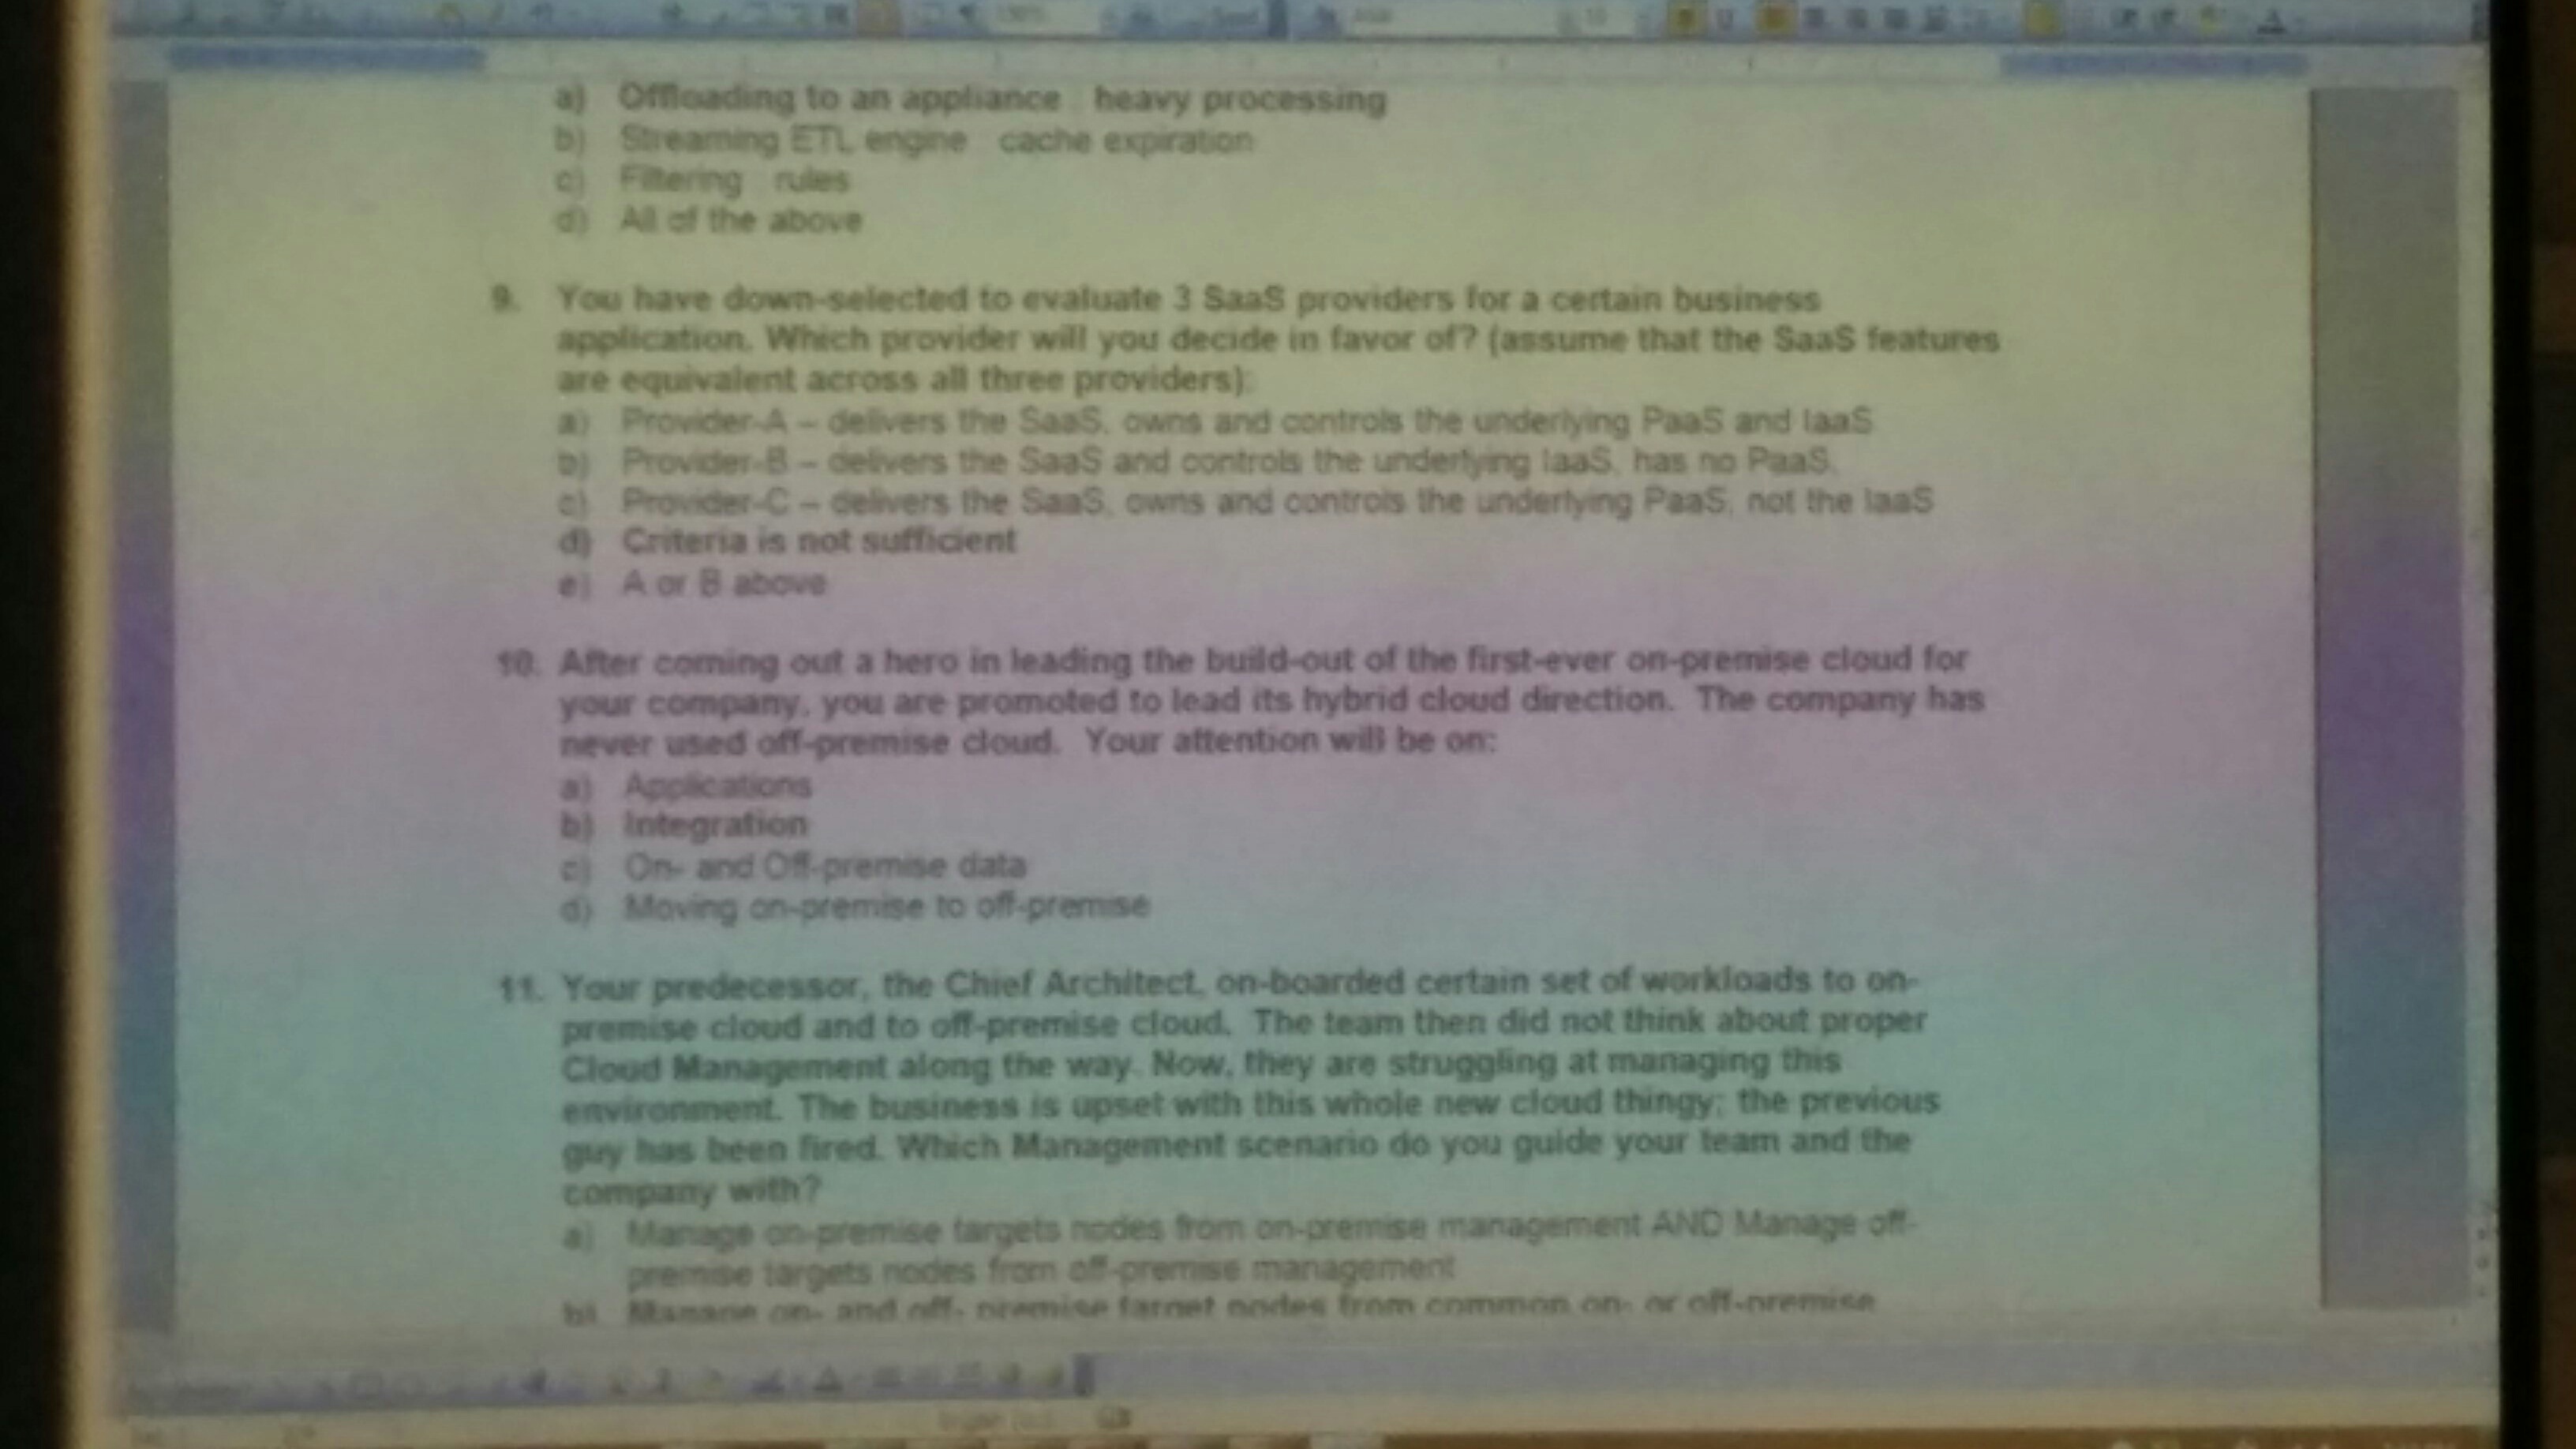 a) Offloading to an appliance heavy processing
b) Streaming ETL engine cache expiration
c) Filtering rules
d) All of the above
9. You have down-selected to evaluate 3 SaaS providers for a certain business
application. Which provider will you decide in favor of? (assume that the SaaS features
are equivalent across all three providers):
a) Provider-A – delivers the SaaS, owns and controls the underlying PaaS and IaaS
b) Provider-B – delivers the SaaS and controls the underlying IaaS, has no PaaS.
c) Provider-C – delivers the SaaS, owns and controls the underlying PaaS, not the IaaS
d) Criteria is not sufficient
e) A or B above
10. After coming out a hero in leading the build-out of the first-ever on-premise cloud for
your company, you are promoted to lead its hybrid cloud direction. The company has
never used off-premise cloud. Your attention will be on:
a) Applications
b) Integration
c) On- and Off-premise data
d) Moving on-premise to off-premise
11. Your predecessor, the Chief Architect, on-boarded certain set of workloads to on-
premise cloud and to off-premise cloud. The team then did not think about proper
Cloud Management along the way. Now, they are struggling at managing this
environment. The business is upset with this whole new cloud thingy; the previous
guy has been fired. Which Management scenario do you guide your team and the
company with?
a) Manage on-premise targets nodes from on-premise management AND Manage off-
premise targets nodes from off-premise management
b) Manage on- and off- premise target nodes from common on- or off-premise